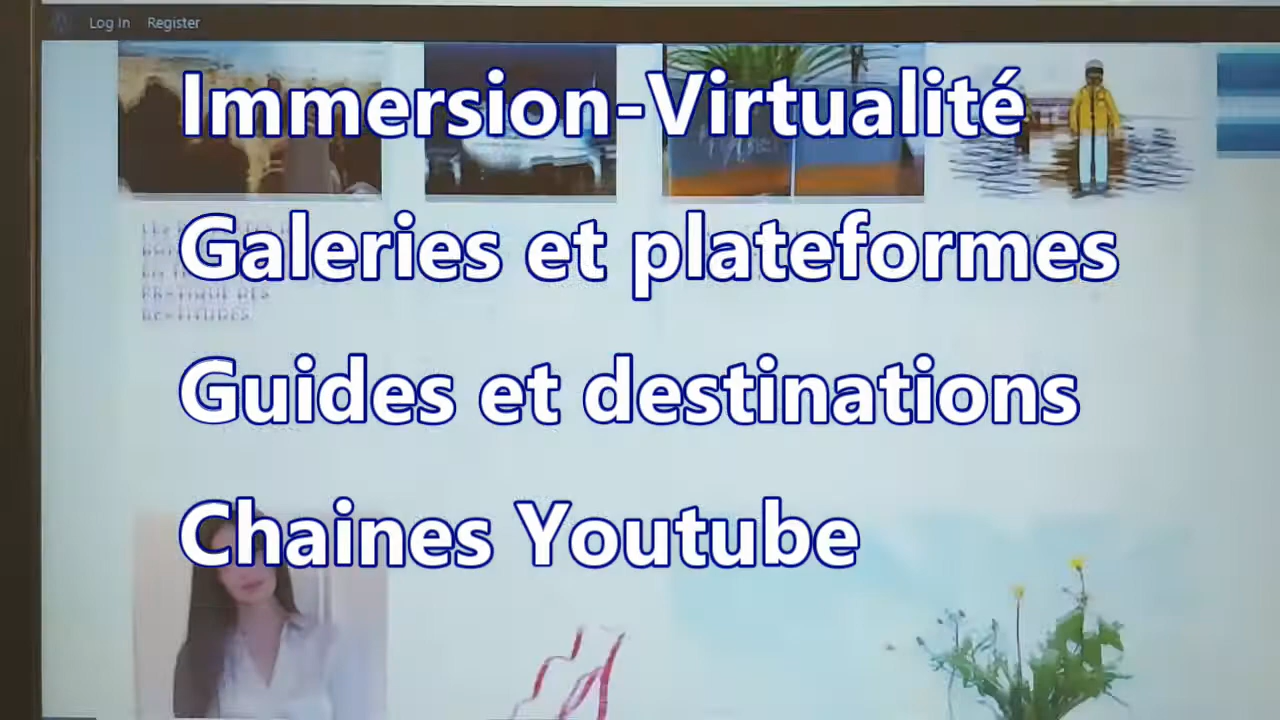 Log In Register
Immersion-Virtualité
Galeries et plateformes
Guides et destinations
Chaines Youtube